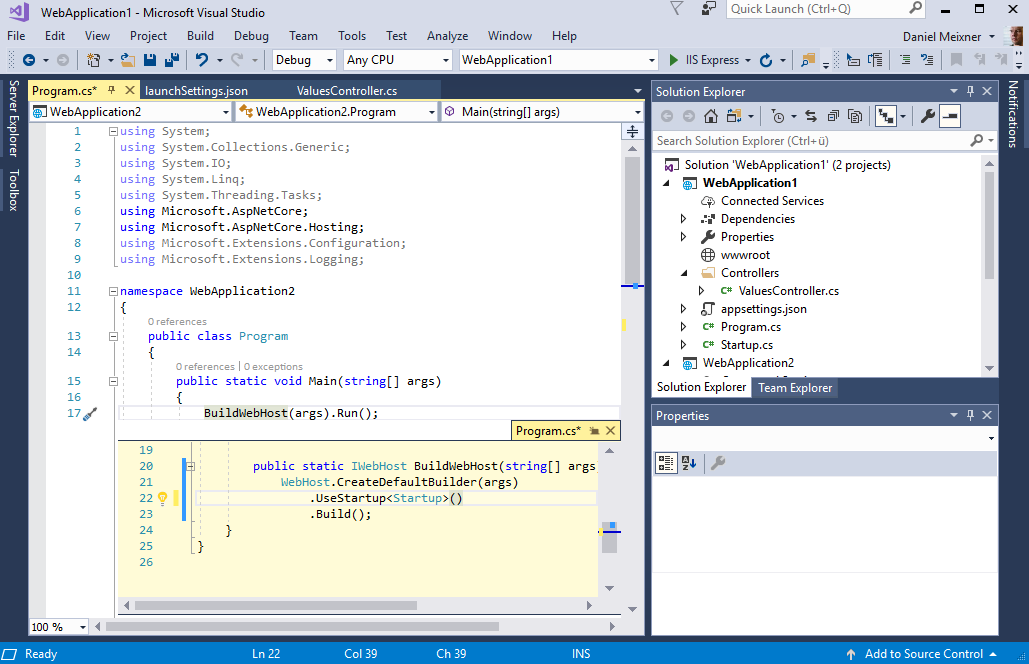 WebApplication1 - Microsoft Visual Studio
Quick Launch (Ctrl+Q)
File Edit View Project Build Debug Team Tools Test Analyze Window Help
Daniel Meixner
Debug Any CPU WebApplication1 IIS Express
Server Explorer
Toolbox
Program.cs* launchSettings.json ValuesController.cs
WebApplication2 WebApplication2.Program Main(string[] args)
1 using System;
2 using System.Collections.Generic;
3 using System.IO;
4 using System.Linq;
5 using System.Threading.Tasks;
6 using Microsoft.AspNetCore;
7 using Microsoft.AspNetCore.Hosting;
8 using Microsoft.Extensions.Configuration;
9 using Microsoft.Extensions.Logging;
10
11 namespace WebApplication2
12 {
0 references
13 public class Program
14 {
0 references | 0 exceptions
15 public static void Main(string[] args)
16 {
17 BuildWebHost(args).Run();
Program.cs*
19
20 public static IWebHost BuildWebHost(string[] args
21 WebHost.CreateDefaultBuilder(args)
22 .UseStartup<Startup>()
23 .Build();
24 }
25 }
26
100 %
Solution Explorer
Search Solution Explorer (Ctrl+ü)
Solution 'WebApplication1' (2 projects)
WebApplication1
Connected Services
Dependencies
Properties
wwwroot
Controllers
C# ValuesController.cs
appsettings.json
C# Program.cs
C# Startup.cs
WebApplication2
Solution Explorer Team Explorer
Properties
Notifications
Ready Ln 22 Col 39 Ch 39 INS Add to Source Control